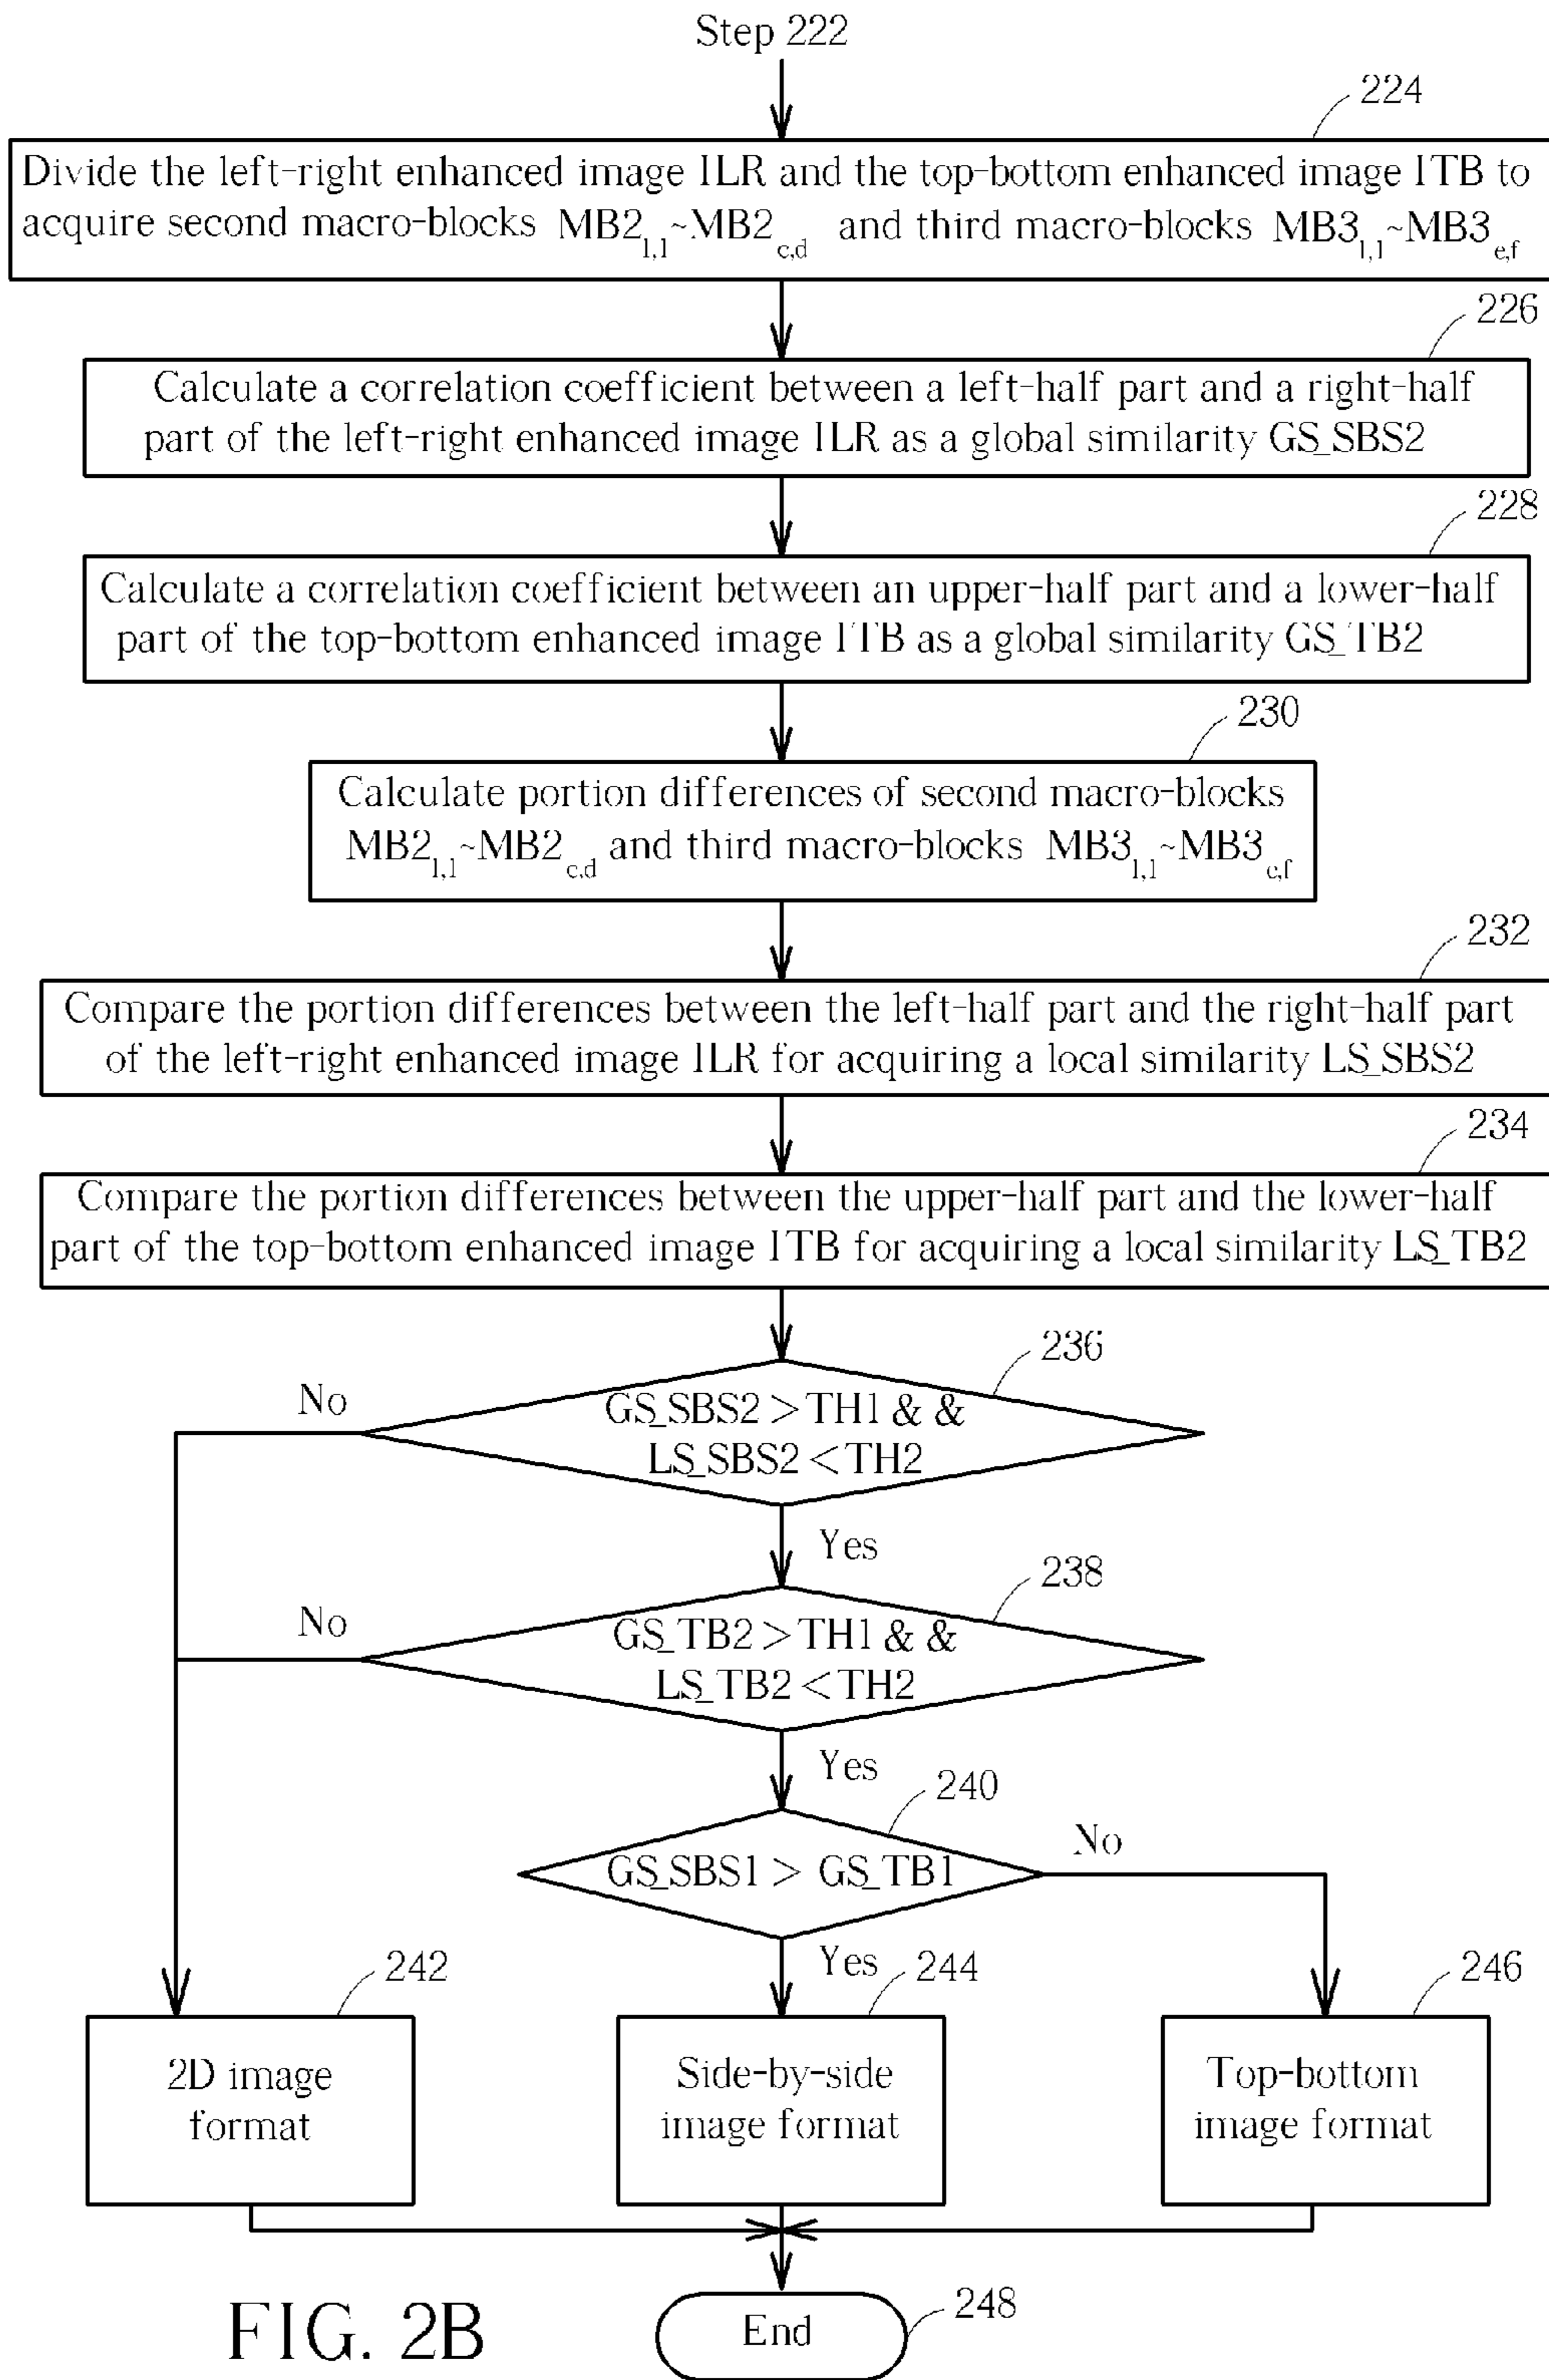 Step 222
224
Divide the left-right enhanced image ILR and the top-bottom enhanced image ITB to
acquire second macro-blocks MB2₁,₁~MB2c,d and third macro-blocks MB3₁,₁~MB3e,f
226
Calculate a correlation coefficient between a left-half part and a right-half
part of the left-right enhanced image ILR as a global similarity GS_SBS2
228
Calculate a correlation coefficient between an upper-half part and a lower-half
part of the top-bottom enhanced image ITB as a global similarity GS_TB2
230
Calculate portion differences of second macro-blocks
MB2₁,₁~MB2c,d and third macro-blocks MB3₁,₁~MB3e,f
232
Compare the portion differences between the left-half part and the right-half part
of the left-right enhanced image ILR for acquiring a local similarity LS_SBS2
234
Compare the portion differences between the upper-half part and the lower-half
part of the top-bottom enhanced image ITB for acquiring a local similarity LS_TB2
236
No
GS_SBS2 > TH1 & &
LS_SBS2 < TH2
Yes
238
No
GS_TB2 > TH1 & &
LS_TB2 < TH2
Yes
240
No
GS_SBS1 > GS_TB1
Yes
242
244
246
2D image
format
Side-by-side
image format
Top-bottom
image format
248
End
FIG. 2B